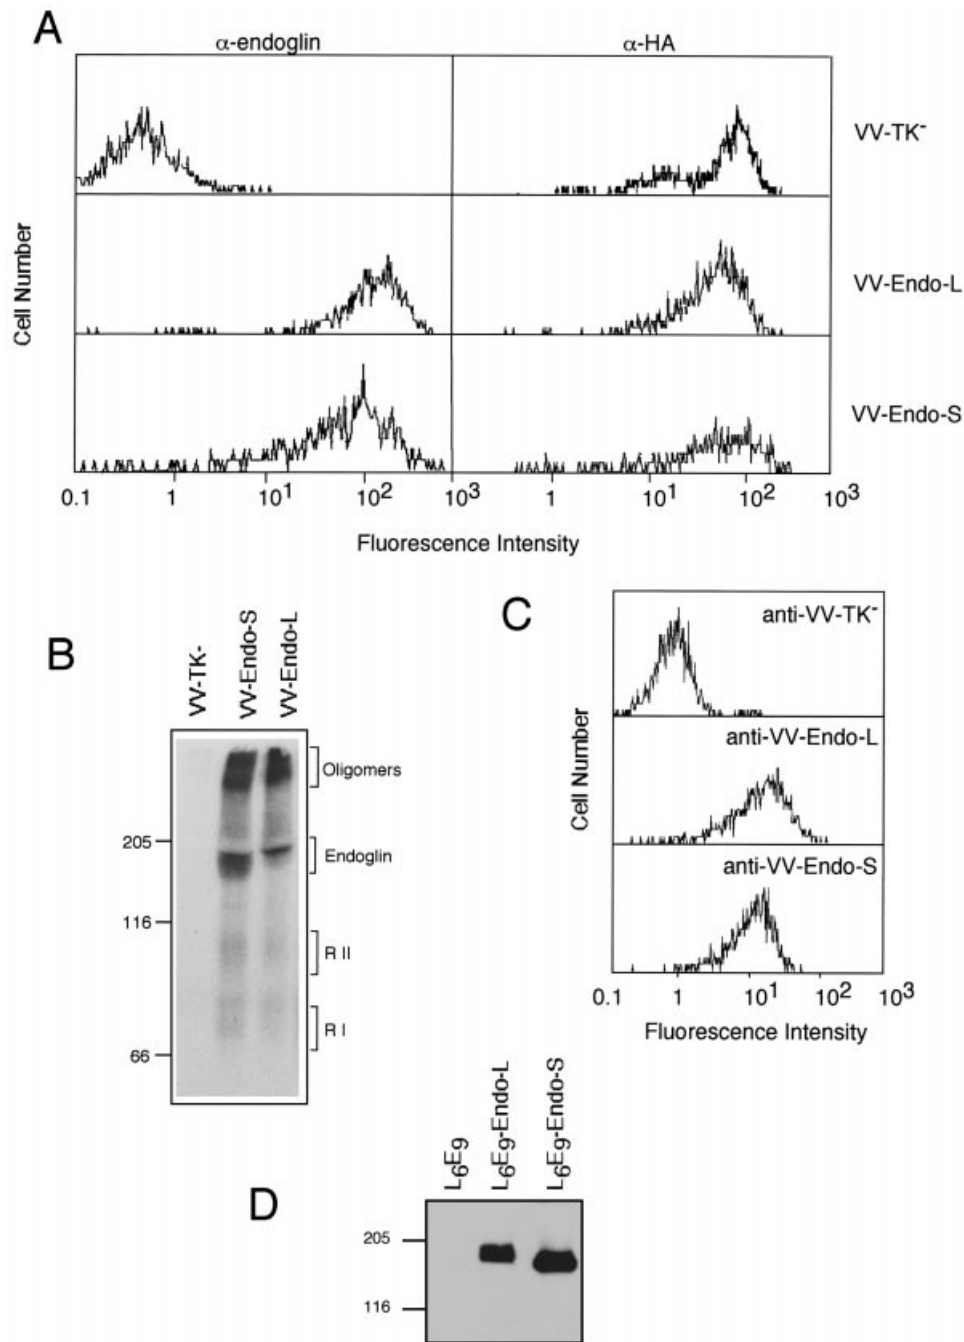 A
α-endoglin
α-HA
VV-TK⁻
VV-Endo-L
VV-Endo-S
Cell Number
0.1 1 10¹ 10² 10³ 1 10¹ 10² 10³
Fluorescence Intensity
B
VV-TK-
VV-Endo-S
VV-Endo-L
205
116
66
Oligomers
Endoglin
R II
R I
C
anti-VV-TK⁻
anti-VV-Endo-L
anti-VV-Endo-S
Cell Number
0.1 1 10¹ 10² 10³
Fluorescence Intensity
D
L₆E₉
L₆E₉-Endo-L
L₆E₉-Endo-S
205
116